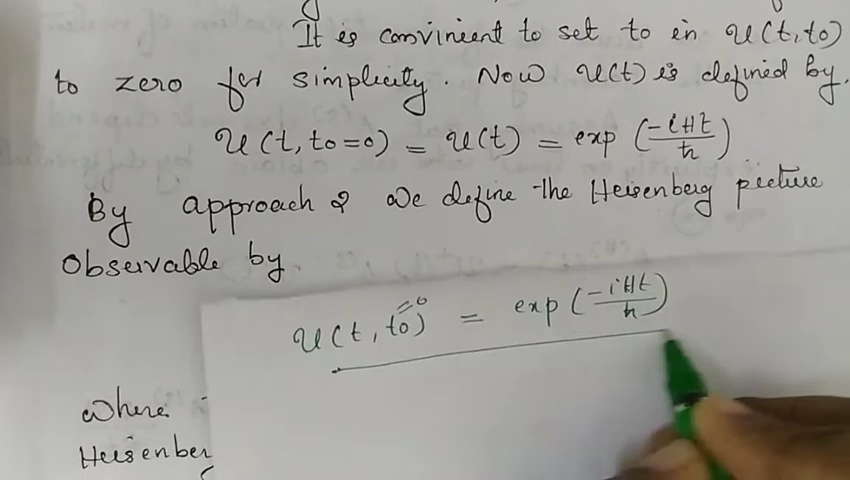 It is convinient to set to in U(t, to)
to zero for simplicity. Now U(t) is defined by.
U(t, to=0) = U(t) = exp (-iHt/ħ)
By approach 2 we define the Heisenberg picture
Observable by
U(t, to=0) = exp (-iHt/ħ)
where
Heisenber